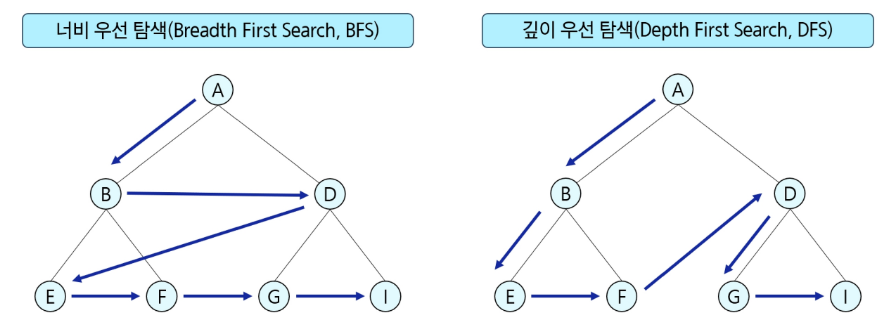 너비 우선 탐색(Breadth First Search, BFS)
A
B D
E F G I
깊이 우선 탐색(Depth First Search, DFS)
A
B D
E F G I